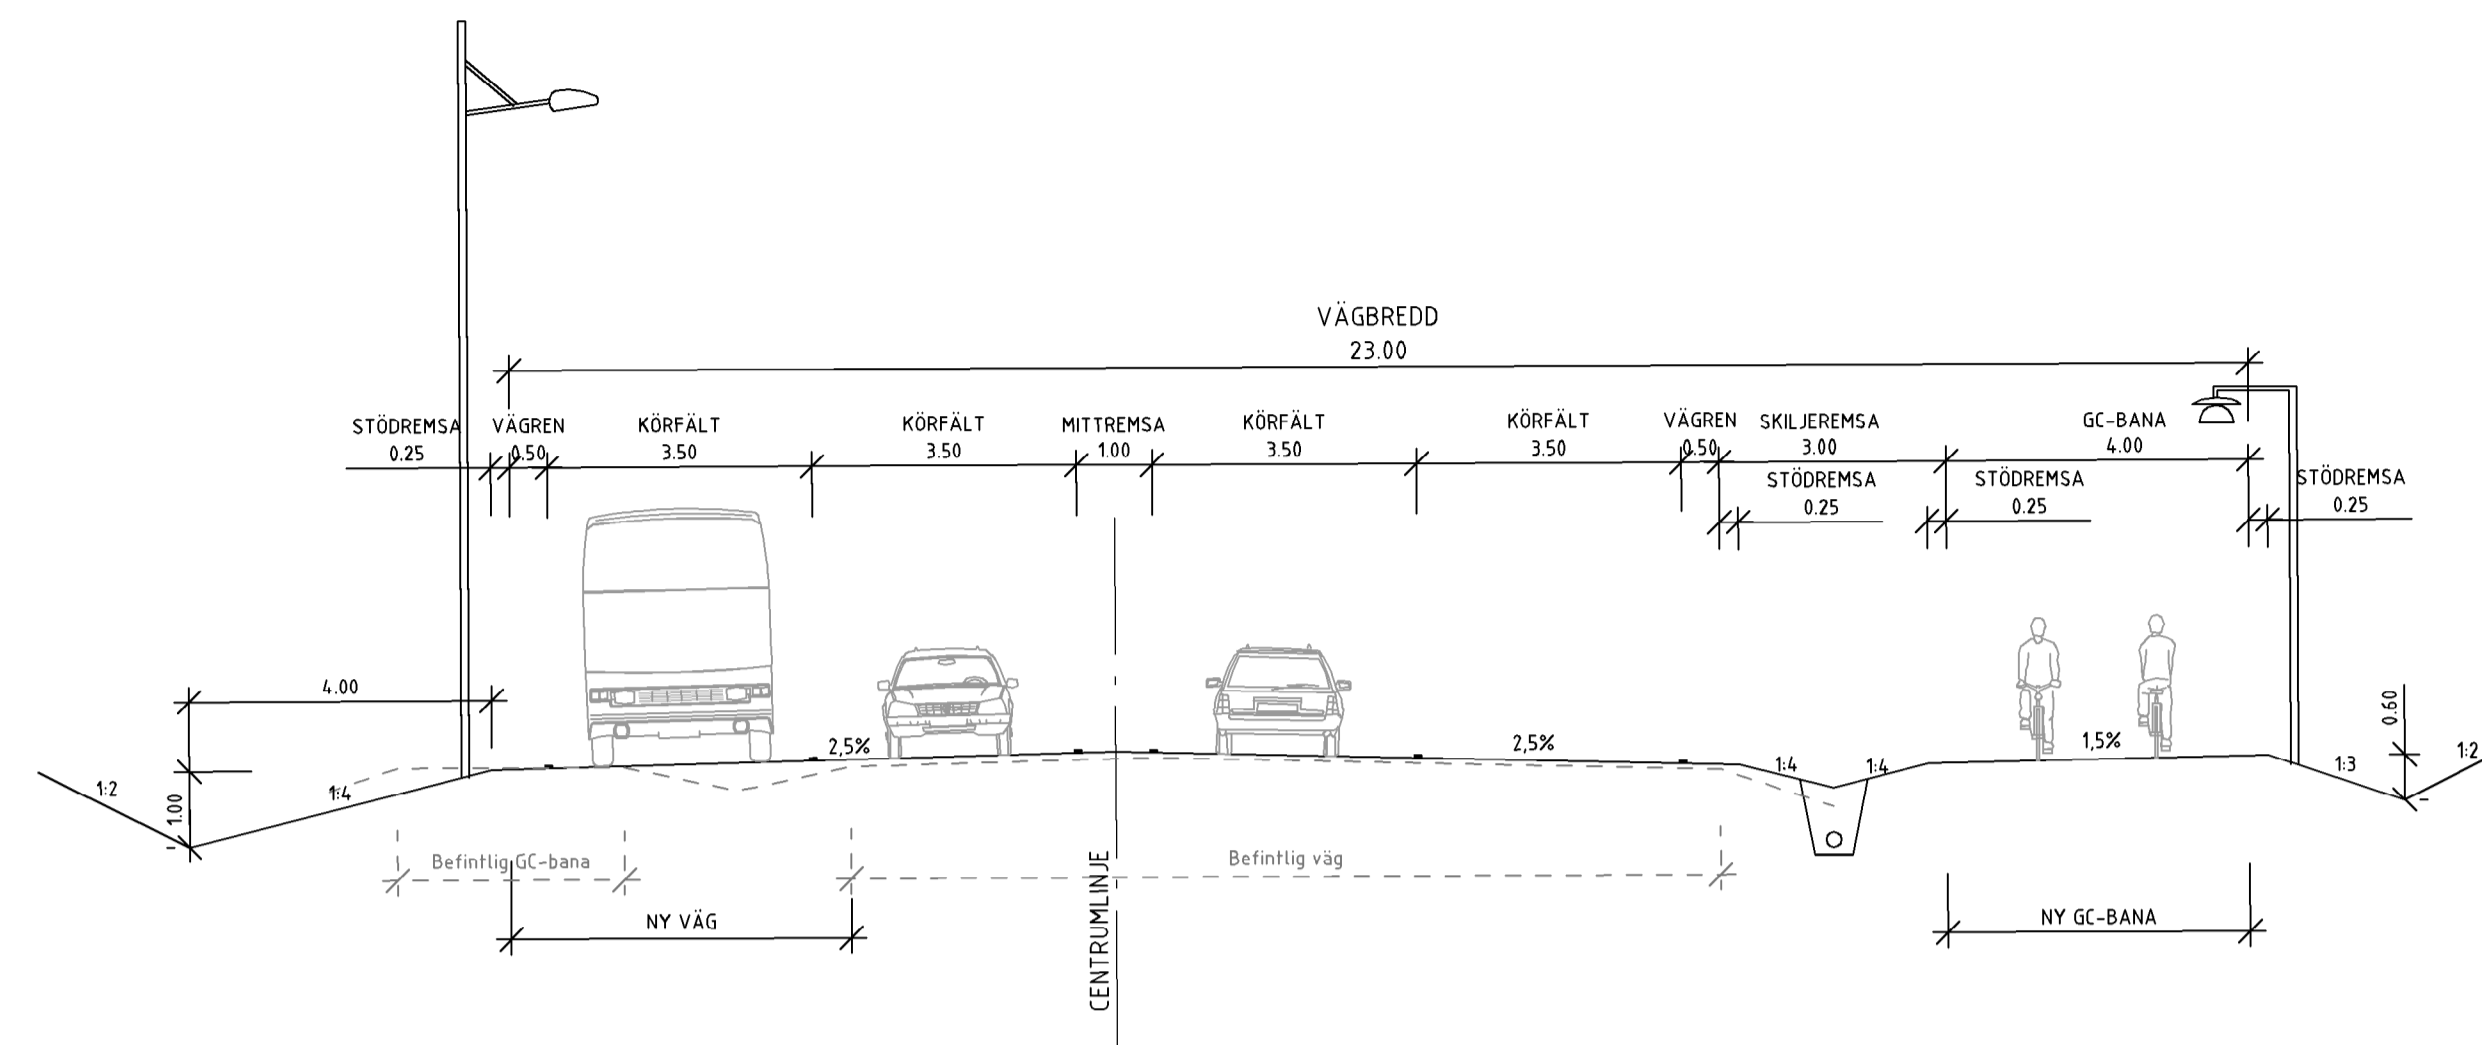 VÄGBREDD
23.00
STÖDREMSA VÄGREN KÖRFÄLT KÖRFÄLT MITTREMSA KÖRFÄLT KÖRFÄLT VÄGREN SKILJEREMSA GC-BANA
0.25 0.50 3.50 3.50 1.00 3.50 3.50 0.50 3.00 4.00
STÖDREMSA STÖDREMSA STÖDREMSA
0.25 0.25 0.25
4.00
0.60
2,5% 2,5% 1,5%
1:2 1:4 1:4 1:4 1:3 1:2
1.00
Befintlig GC-bana Befintlig väg
NY VÄG NY GC-BANA
CENTRUMLINJE